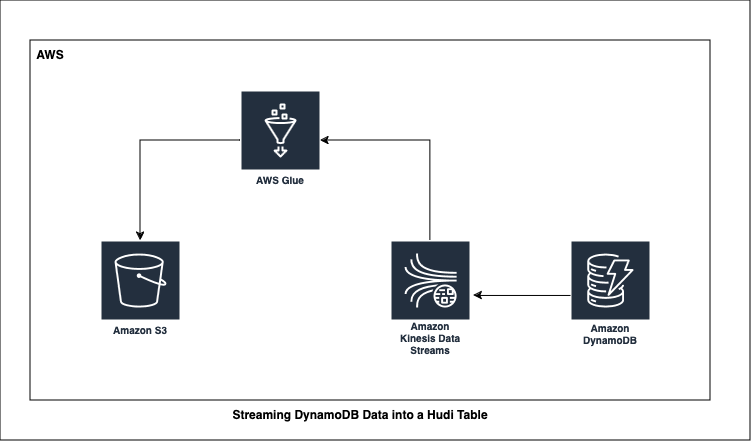 AWS
AWS Glue
Amazon S3
Amazon
Kinesis Data
Streams
Amazon
DynamoDB
Streaming DynamoDB Data into a Hudi Table